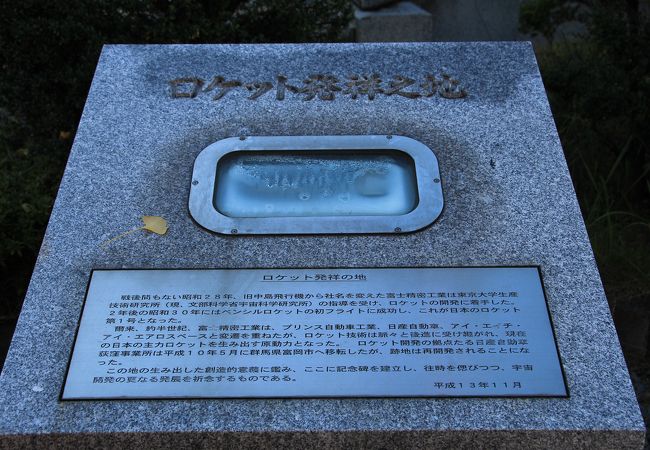 ロケット発祥之地
ロケット発祥の地
戦後間もない昭和28年、旧中島飛行機から社名を変えた富士精密工業は東京大学生産
技術研究所(現、文部科学省宇宙科学研究所)の指導を受け、ロケットの開発に着手した。
2年後の昭和30年にはペンシルロケットの初フライトに成功し、これが日本のロケット
第1号となった。
爾来、約半世紀、富士精密工業は、プリンス自動車工業、日産自動車、アイ・エイチ・
アイ・エアロスペースと変遷を重ねたが、ロケット技術は脈々と後進に受け継がれ、現在
の日本の主力ロケットを生み出す原動力となった。 ロケット開発の拠点たる日産自動車
荻窪事業所は平成10年5月に群馬県富岡市へ移転したが、跡地は再開発されることにな
った。
この地の生み出した創造的意義に鑑み、ここに記念碑を建立し、往時を偲びつつ、宇宙
開発の更なる発展を祈念するものである。
平成13年11月